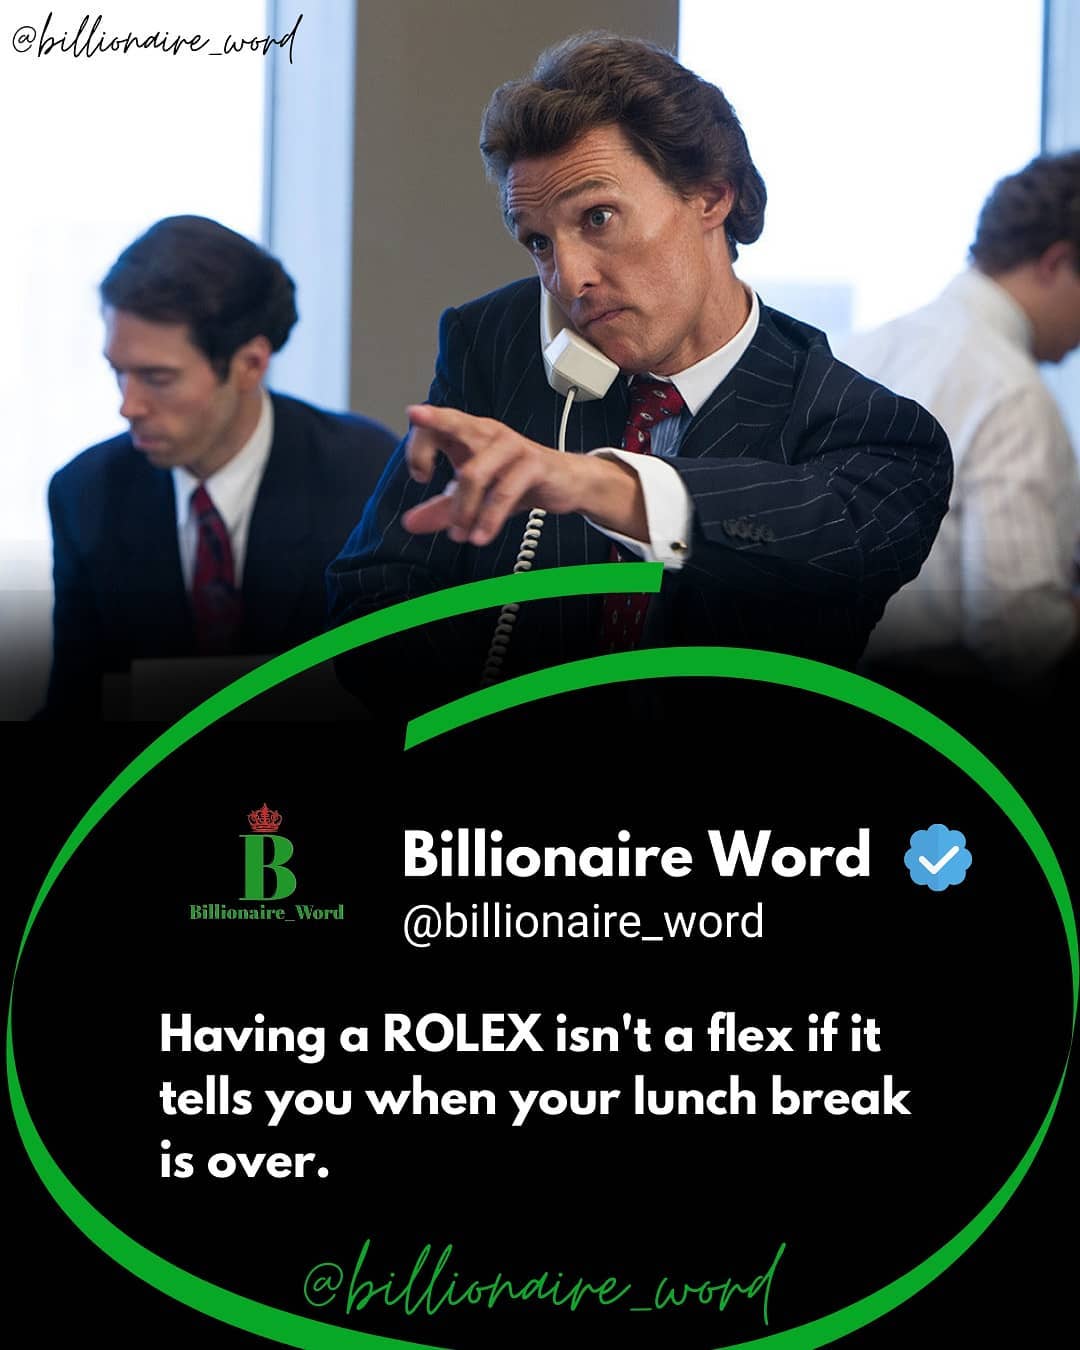 @billionaire_word
B
Billionaire_Word
Billionaire Word
@billionaire_word
Having a ROLEX isn't a flex if it
tells you when your lunch break
is over.
@billionaire_word